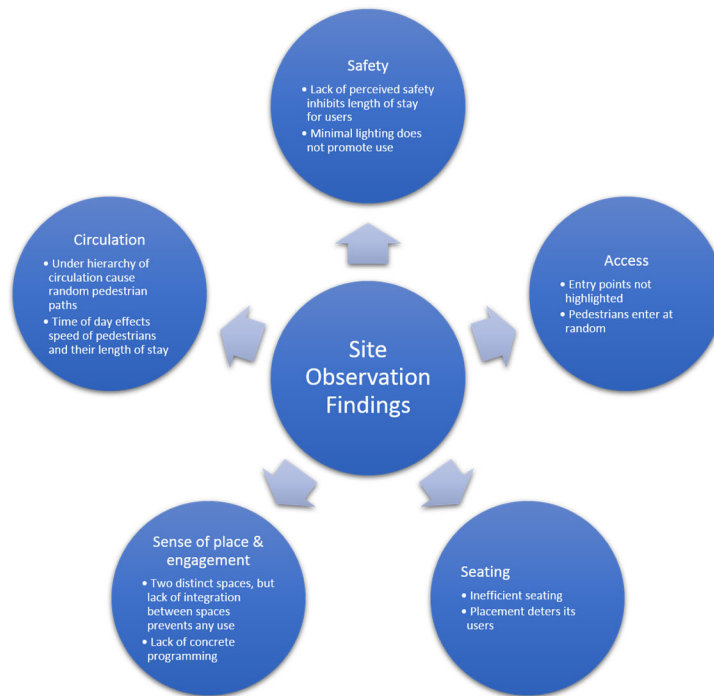 Safety
• Lack of perceived safety
inhibits length of stay
for users
• Minimal lighting does
not promote use
Circulation
• Under hierarchy of
circulation cause
random pedestrian
paths
• Time of day effects
speed of pedestrians
and their length of stay
Access
• Entry points not
highlighted
• Pedestrians enter at
random
Site
Observation
Findings
Sense of place &
engagement
• Two distinct spaces, but
lack of integration
between spaces
prevents any use
• Lack of concrete
programming
Seating
• Inefficient seating
• Placement deters its
users